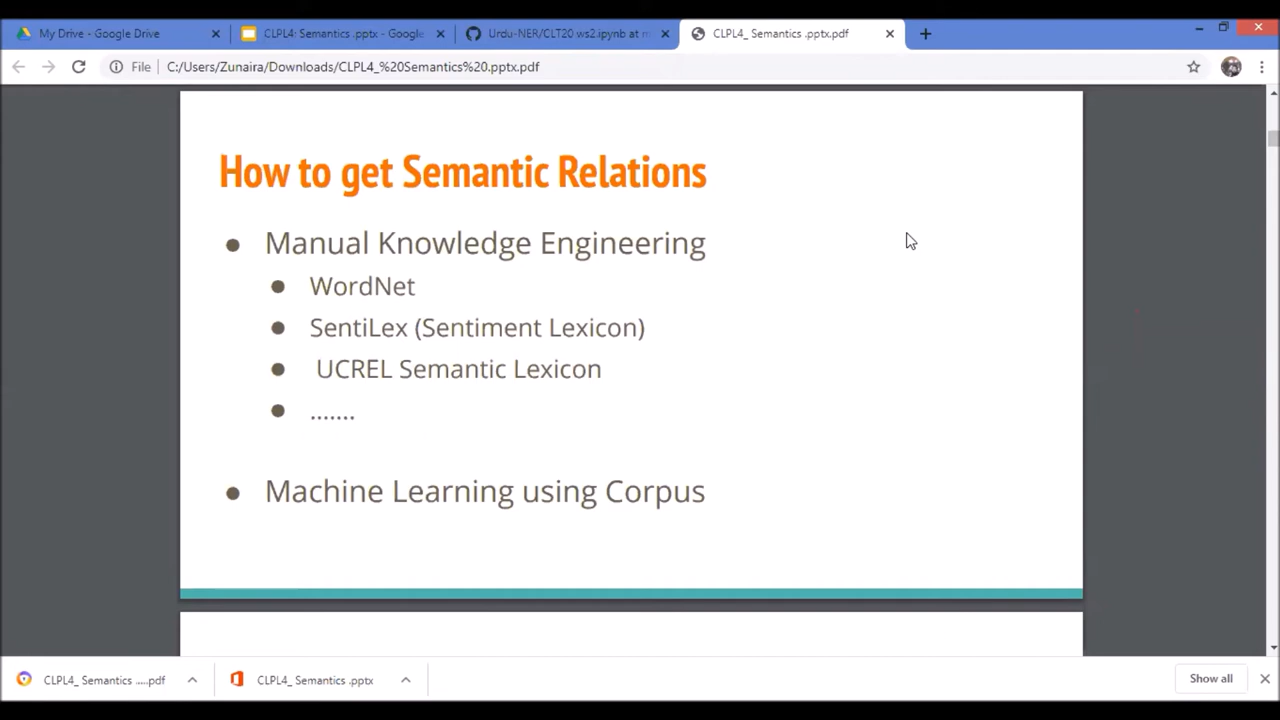 My Drive - Google Drive
CLPL4: Semantics .pptx - Google
Urdu-NER/CLT20 ws2.ipynb at m
CLPL4_ Semantics .pptx.pdf
File
C:/Users/Zunaira/Downloads/CLPL4_%20Semantics%20.pptx.pdf
How to get Semantic Relations
● Manual Knowledge Engineering
● WordNet
● SentiLex (Sentiment Lexicon)
● UCREL Semantic Lexicon
● .......
● Machine Learning using Corpus
CLPL4_ Semantics .....pdf
CLPL4_ Semantics .pptx
Show all